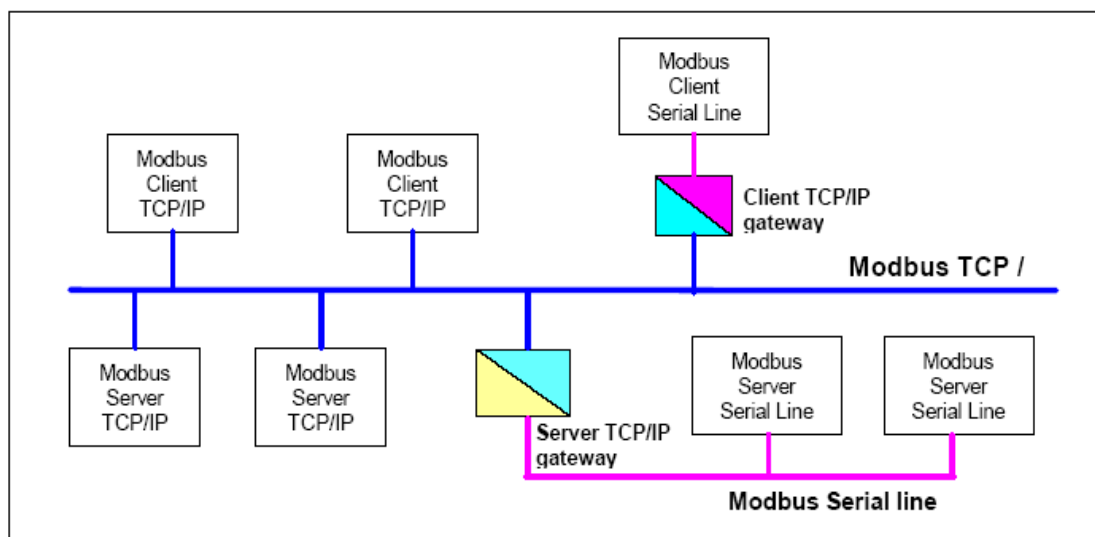 Modbus
Client
Serial Line
Modbus
Client
TCP/IP
Modbus
Client
TCP/IP
Client TCP/IP
gateway
Modbus TCP /
Modbus
Server
TCP/IP
Modbus
Server
TCP/IP
Server TCP/IP
gateway
Modbus
Server
Serial Line
Modbus
Server
Serial Line
Modbus Serial line